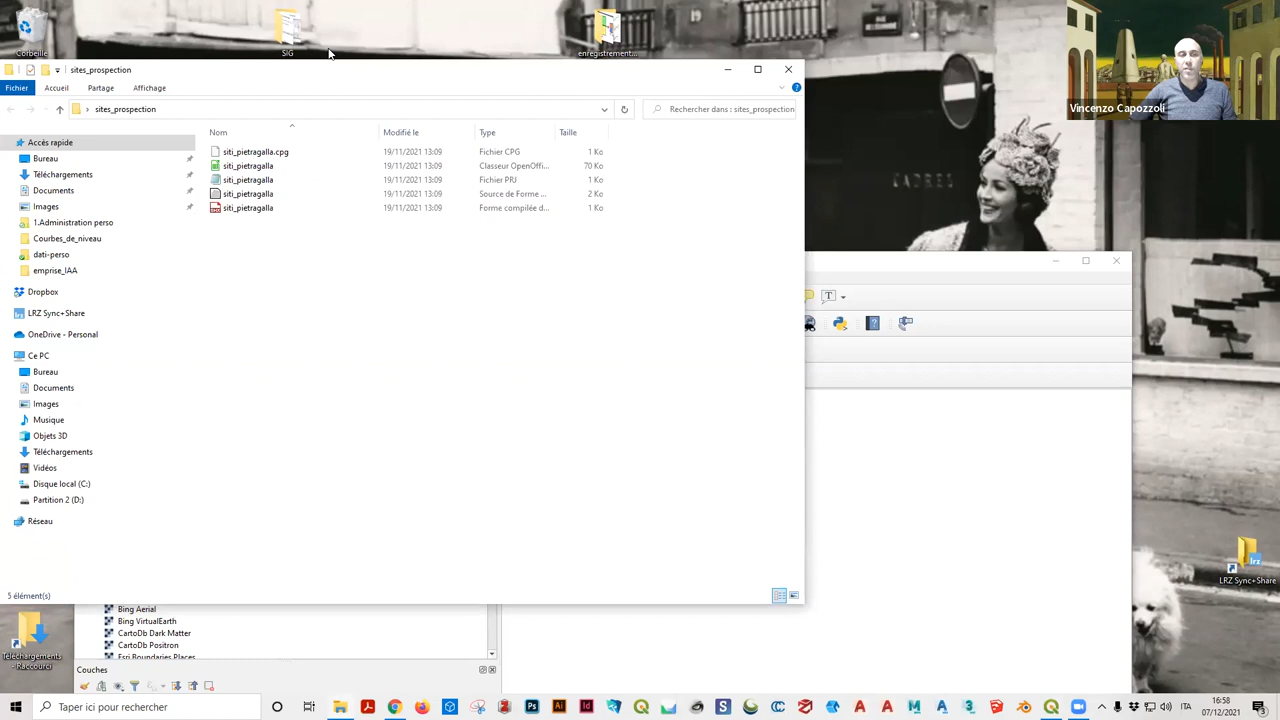 Corbeille
SIG
enregistrement...
Vincenzo Capozzoli
sites_prospection
Fichier
Accueil
Partage
Affichage
sites_prospection
Rechercher dans : sites_prospection
Nom
Modifié le
Type
Taille
siti_pietragalla.cpg 19/11/2021 13:09 Fichier CPG 1 Ko
siti_pietragalla 19/11/2021 13:09 Classeur OpenOffi... 70 Ko
siti_pietragalla 19/11/2021 13:09 Fichier PRJ 1 Ko
siti_pietragalla 19/11/2021 13:09 Source de Forme ... 2 Ko
siti_pietragalla 19/11/2021 13:09 Forme compilée d... 1 Ko
Accès rapide
Bureau
Téléchargements
Documents
Images
1.Administration perso
Courbes_de_niveau
dati-perso
emprise_IAA
Dropbox
LRZ Sync+Share
OneDrive - Personal
Ce PC
Bureau
Documents
Images
Musique
Objets 3D
Téléchargements
Vidéos
Disque local (C:)
Partition 2 (D:)
Réseau
5 élément(s)
LRZ Sync+Share
Téléchargements
- Raccourci
Bing Aerial
Bing VirtualEarth
CartoDb Dark Matter
CartoDb Positron
Esri Boundaries Places
Couches
Taper ici pour rechercher
ITA
16:58
07/12/2021